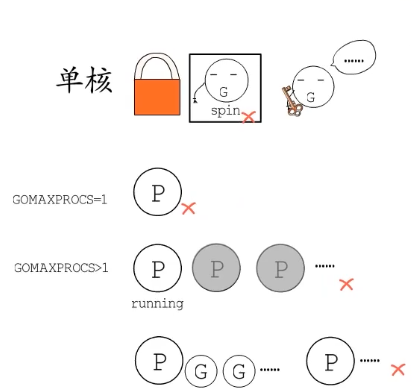 单核
G
spin
G
......
GOMAXPROCS=1
P
GOMAXPROCS>1
P P P ......
running
P G G ...... P ......